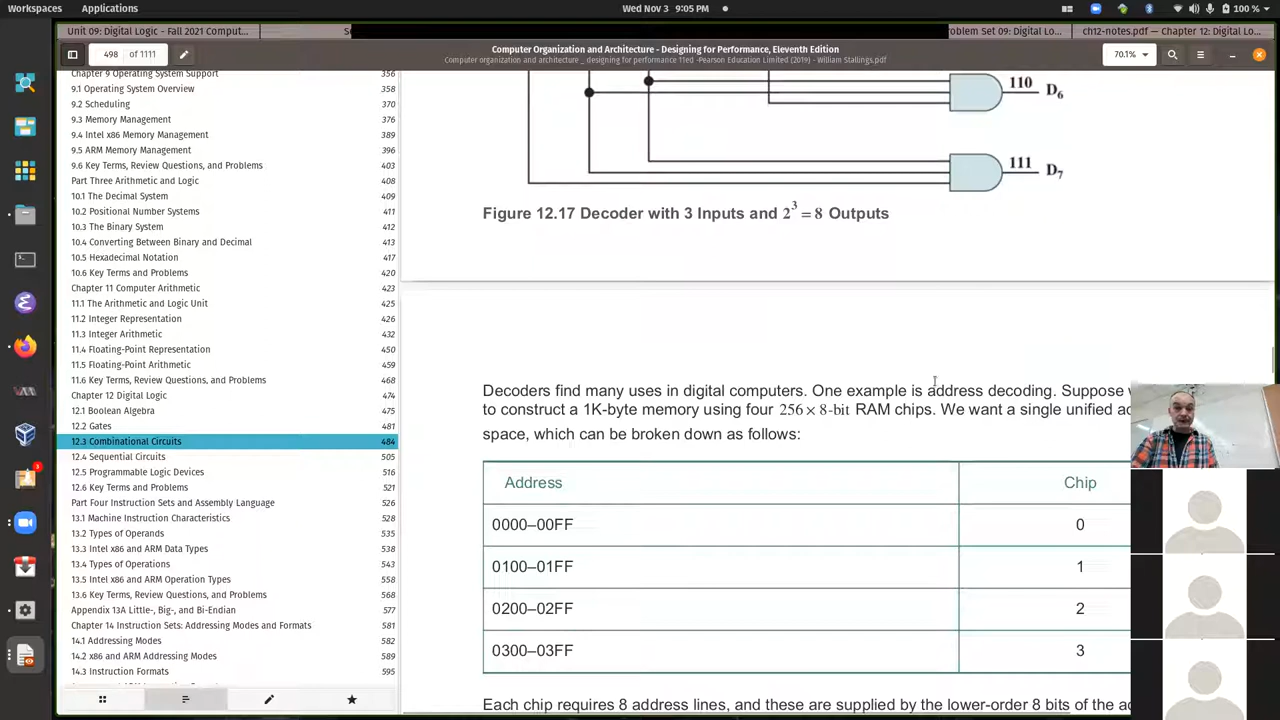 Workspaces Applications Wed Nov 3 9:05 PM 100 %
Unit 09: Digital Logic - Fall 2021 Comput... oblem Set 09: Digital Lo... ch12-notes.pdf — Chapter 12: Digital Lo...
498 of 1111 Computer Organization and Architecture - Designing for Performance, Eleventh Edition 70.1%
Computer organization and architecture _ designing for performance 11ed -Pearson Education Limited (2019) - William Stallings.pdf
Chapter 9 Operating System Support 356
9.1 Operating System Overview 358
9.2 Scheduling 370
9.3 Memory Management 376
9.4 Intel x86 Memory Management 389
9.5 ARM Memory Management 396
9.6 Key Terms, Review Questions, and Problems 403
Part Three Arithmetic and Logic 408
10.1 The Decimal System 409
10.2 Positional Number Systems 411
10.3 The Binary System 412
10.4 Converting Between Binary and Decimal 413
10.5 Hexadecimal Notation 417
10.6 Key Terms and Problems 420
Chapter 11 Computer Arithmetic 423
11.1 The Arithmetic and Logic Unit 425
11.2 Integer Representation 426
11.3 Integer Arithmetic 432
11.4 Floating-Point Representation 450
11.5 Floating-Point Arithmetic 459
11.6 Key Terms, Review Questions, and Problems 468
Chapter 12 Digital Logic 474
12.1 Boolean Algebra 475
12.2 Gates 481
12.3 Combinational Circuits 484
12.4 Sequential Circuits 505
12.5 Programmable Logic Devices 516
12.6 Key Terms and Problems 521
Part Four Instruction Sets and Assembly Language 526
13.1 Machine Instruction Characteristics 528
13.2 Types of Operands 535
13.3 Intel x86 and ARM Data Types 538
13.4 Types of Operations 543
13.5 Intel x86 and ARM Operation Types 558
13.6 Key Terms, Review Questions, and Problems 568
Appendix 13A Little-, Big-, and Bi-Endian 577
Chapter 14 Instruction Sets: Addressing Modes and Formats 581
14.1 Addressing Modes 582
14.2 x86 and ARM Addressing Modes 589
14.3 Instruction Formats 595
110 D6
111 D7
Figure 12.17 Decoder with 3 Inputs and 2^3 = 8 Outputs
Decoders find many uses in digital computers. One example is address decoding. Suppose
to construct a 1K-byte memory using four 256 × 8-bit RAM chips. We want a single unified
space, which can be broken down as follows:
Address Chip
0000–00FF 0
0100–01FF 1
0200–02FF 2
0300–03FF 3
Each chip requires 8 address lines, and these are supplied by the lower-order 8 bits of the